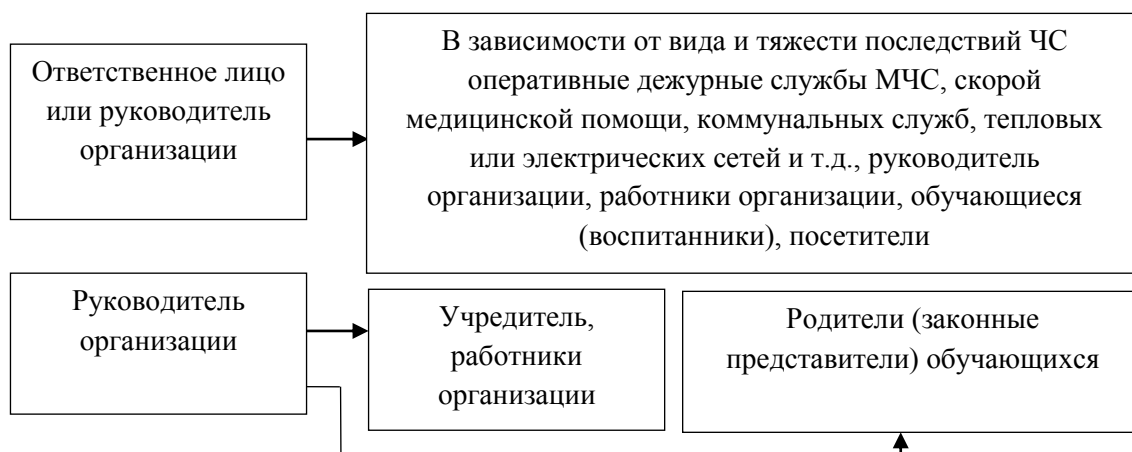 Ответственное лицо
или руководитель
организации
В зависимости от вида и тяжести последствий ЧС
оперативные дежурные службы МЧС, скорой
медицинской помощи, коммунальных служб, тепловых
или электрических сетей и т.д., руководитель
организации, работники организации, обучающиеся
(воспитанники), посетители
Руководитель
организации
Учредитель,
работники
организации
Родители (законные
представители) обучающихся